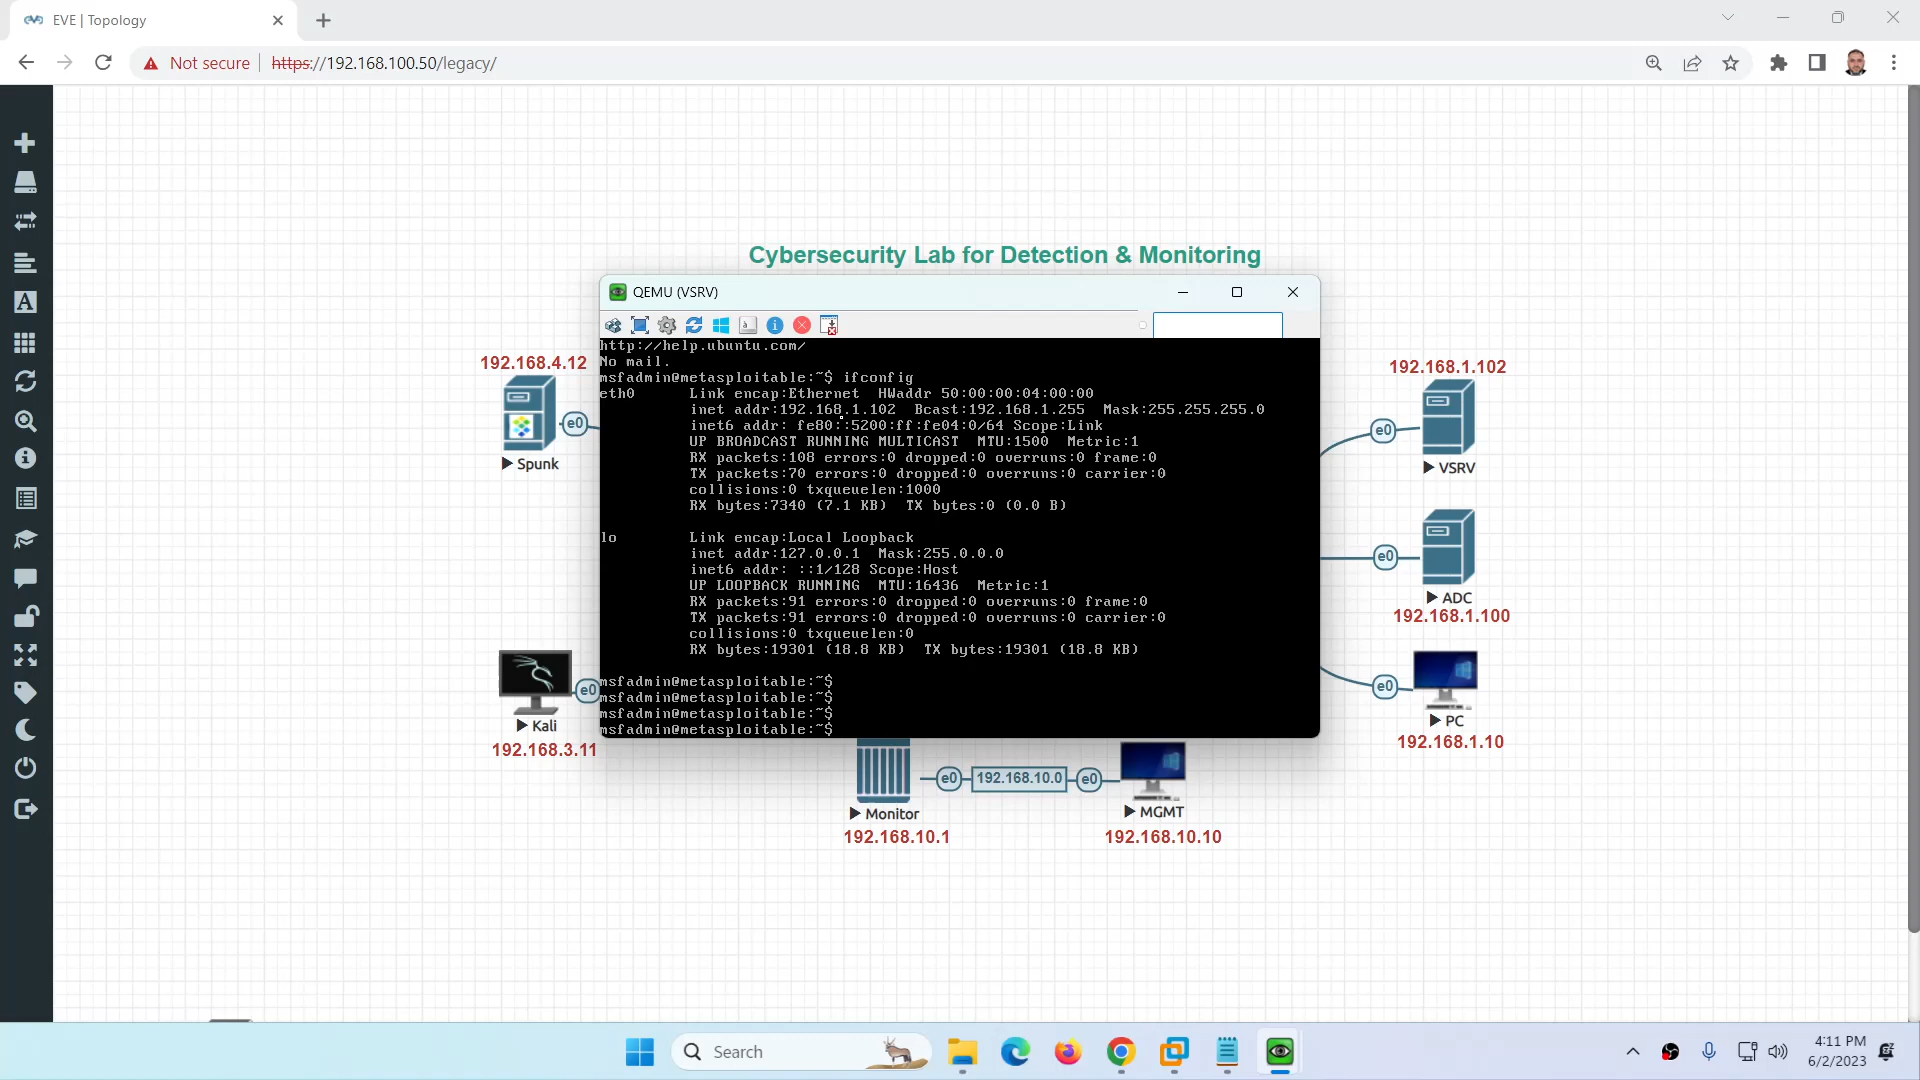 EVE | Topology
Not secure
https://192.168.100.50/legacy/
Cybersecurity Lab for Detection & Monitoring
QEMU (VSRV)
http://help.ubuntu.com/
No mail.
msfadmin@metasploitable:~$ ifconfig
eth0 Link encap:Ethernet HWaddr 50:00:00:04:00:00
inet addr:192.168.1.102 Bcast:192.168.1.255 Mask:255.255.255.0
inet6 addr: fe80::5200:ff:fe04:0/64 Scope:Link
UP BROADCAST RUNNING MULTICAST MTU:1500 Metric:1
RX packets:108 errors:0 dropped:0 overruns:0 frame:0
TX packets:70 errors:0 dropped:0 overruns:0 carrier:0
collisions:0 txqueuelen:1000
RX bytes:7340 (7.1 KB) TX bytes:0 (0.0 B)
lo Link encap:Local Loopback
inet addr:127.0.0.1 Mask:255.0.0.0
inet6 addr: ::1/128 Scope:Host
UP LOOPBACK RUNNING MTU:16436 Metric:1
RX packets:91 errors:0 dropped:0 overruns:0 frame:0
TX packets:91 errors:0 dropped:0 overruns:0 carrier:0
collisions:0 txqueuelen:0
RX bytes:19301 (18.8 KB) TX bytes:19301 (18.8 KB)
msfadmin@metasploitable:~$
msfadmin@metasploitable:~$
msfadmin@metasploitable:~$
msfadmin@metasploitable:~$
192.168.4.12
e0
Spunk
e0
Kali
192.168.3.11
192.168.1.102
e0
VSRV
e0
ADC
192.168.1.100
e0
PC
192.168.1.10
e0
192.168.10.0
e0
Monitor
192.168.10.1
MGMT
192.168.10.10
Search
4:11 PM
6/2/2023